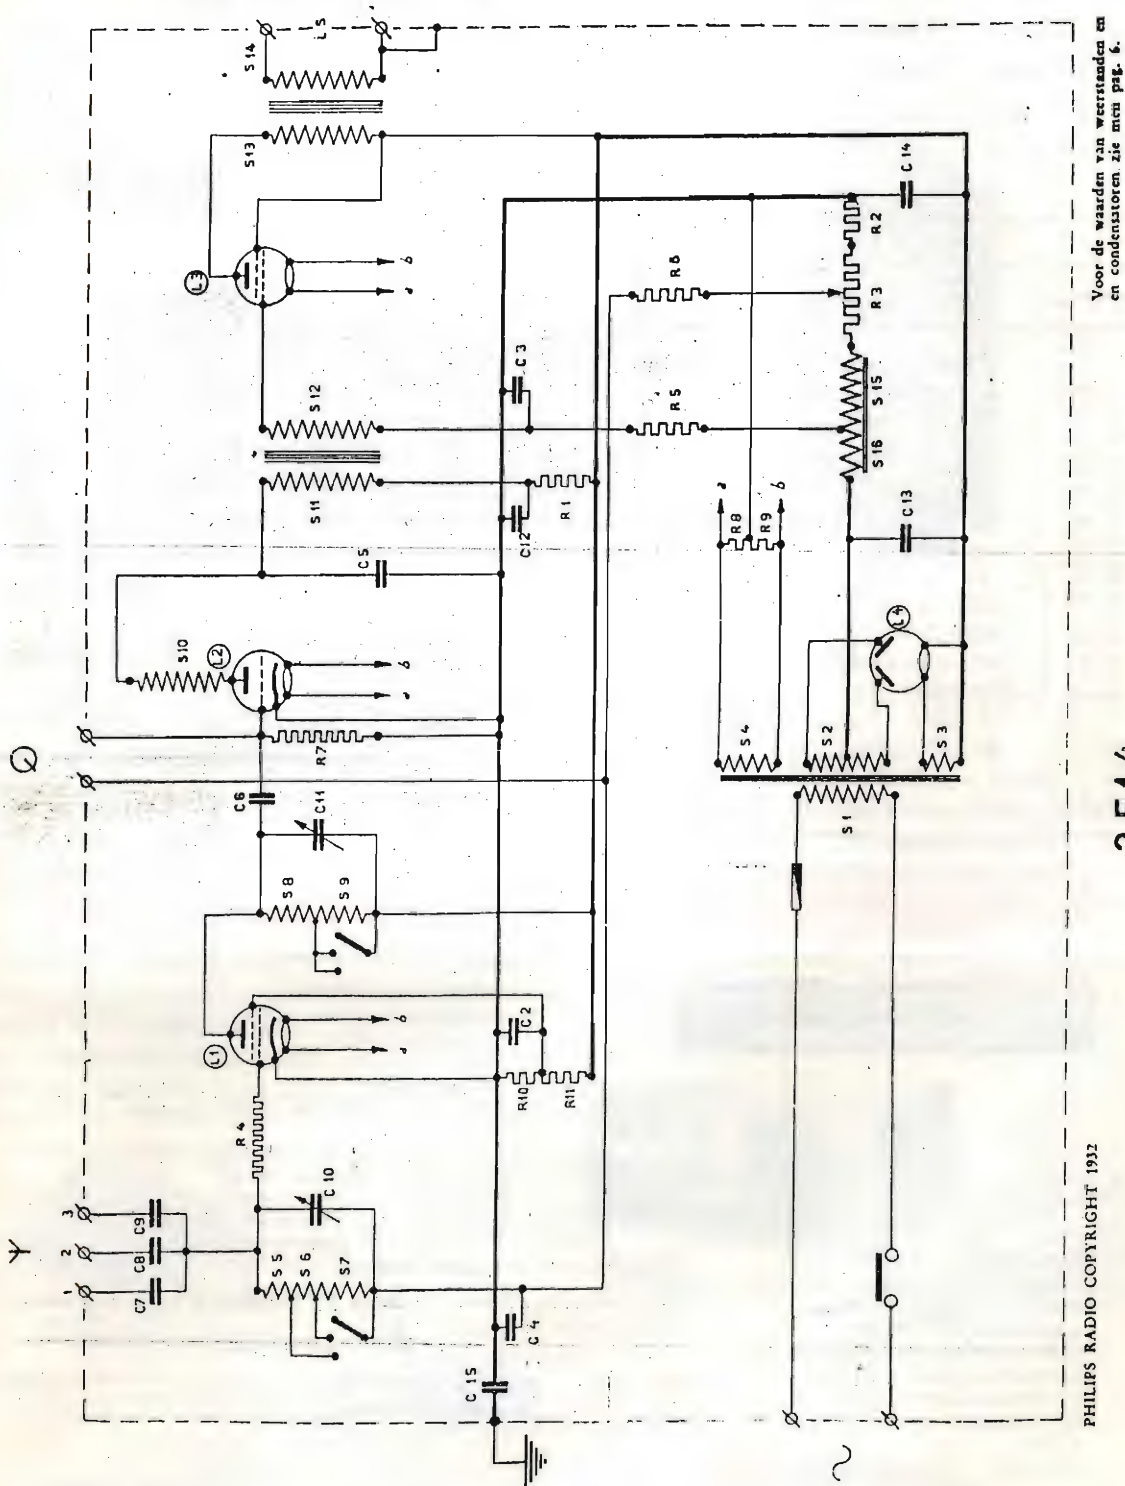 S14
LS
S13
L3
S12
S11
S10
L2
C5
R7
C6
C11
S8
S9
L1
R4
C10
S5
S6
S7
3
2
1
C9
C8
C7
a
b
a
b
a
b
C3
C12
R1
C2
R10
R11
C4
C15
R5
R2
R3
C14
S15
S16
C13
a
b
R8
R9
L4
S4
S2
S3
S1
~
PHILIPS RADIO COPYRIGHT 1932
Voor de waarden van weerstanden en
en condensatoren zie men pag. 6.